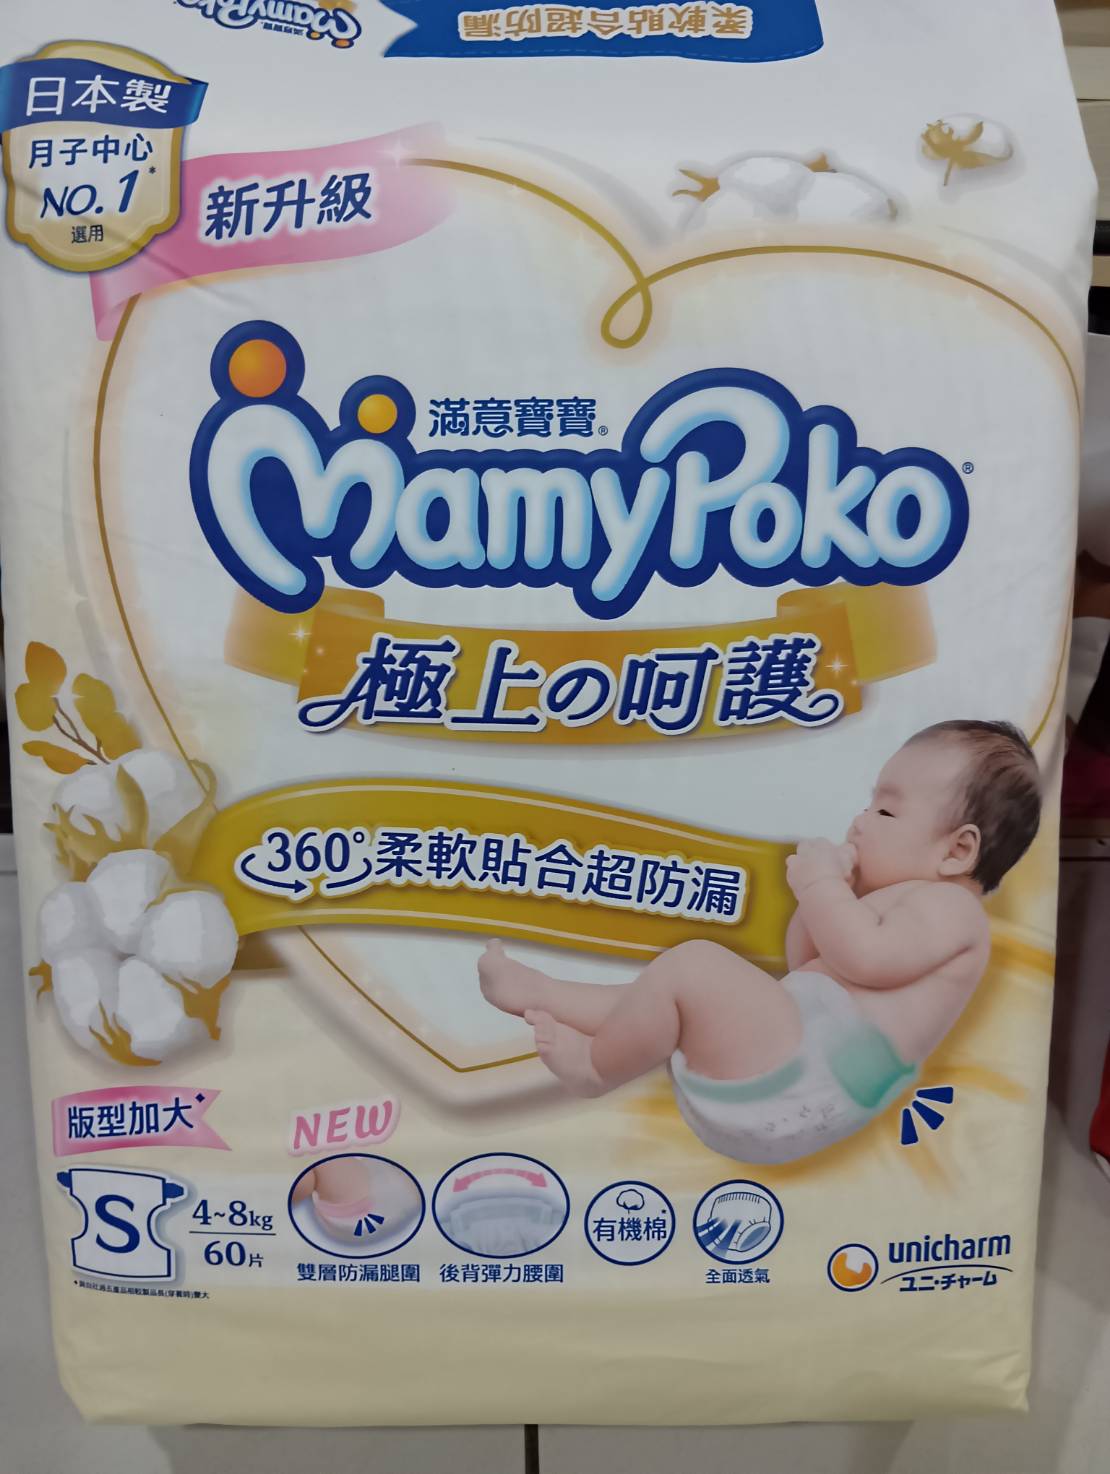 MamyPoko
柔軟貼合超防漏
日本製
月子中心
NO.1*
選用
新升級
滿意寶寶®
MamyPoko®
極上の呵護
360°柔軟貼合超防漏
版型加大◆
NEW
S
4~8kg
60片
雙層防漏腿圍
後背彈力腰圍
有機棉
全面透氣
unicharm
ユニ・チャーム